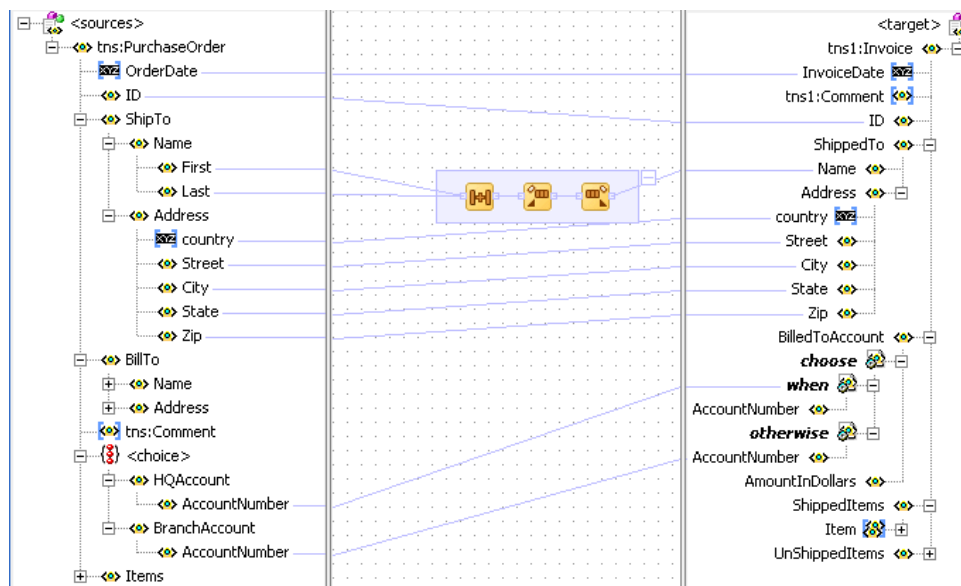 <sources>
tns:PurchaseOrder
OrderDate
ID
ShipTo
Name
First
Last
Address
country
Street
City
State
Zip
BillTo
Name
Address
tns:Comment
<choice>
HQAccount
AccountNumber
BranchAccount
AccountNumber
Items
<target>
tns1:Invoice
InvoiceDate
tns1:Comment
ID
ShippedTo
Name
Address
country
Street
City
State
Zip
BilledToAccount
choose
when
AccountNumber
otherwise
AccountNumber
AmountInDollars
ShippedItems
Item
UnShippedItems